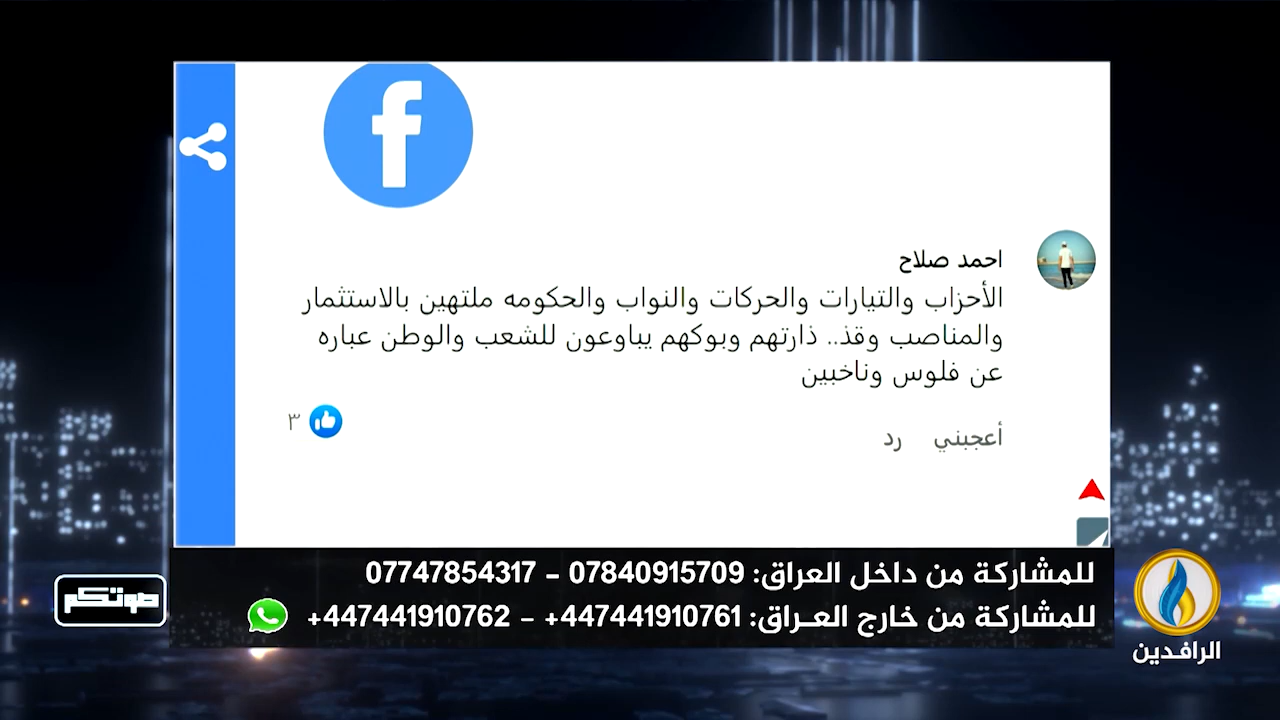 احمد صلاح
الأحزاب والتيارات والحركات والنواب والحكومه ملتهين بالاستثمار
والمناصب وقذ.. ذارتهم وبوكهم يباوعون للشعب والوطن عباره
عن فلوس وناخبين
٣
أعجبني رد
للمشاركة من داخل العراق: 07840915709 - 07747854317
للمشاركة من خارج العـراق: 447441910761+ - 447441910762+
صوتكم
الرافدين